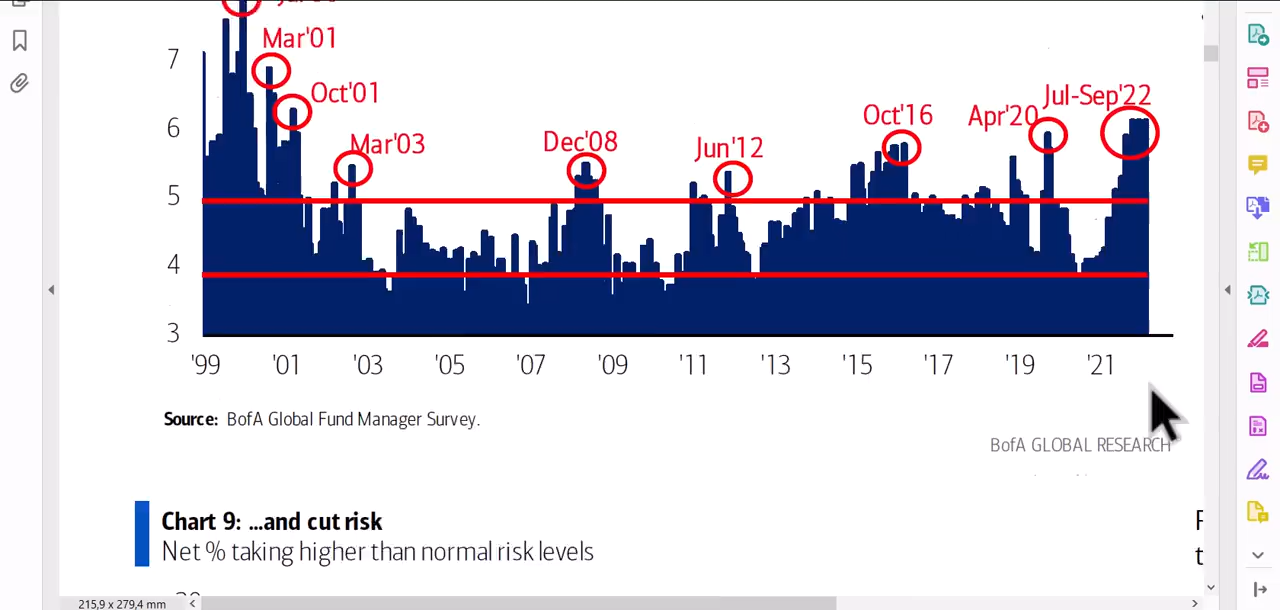 7
Mar'01
Oct'01
6
Mar'03
Dec'08
Jun'12
Oct'16
Apr'20
Jul-Sep'22
5
4
3
'99 '01 '03 '05 '07 '09 '11 '13 '15 '17 '19 '21
Source: BofA Global Fund Manager Survey.
BofA GLOBAL RESEARCH
Chart 9: ...and cut risk
Net % taking higher than normal risk levels
215,9 x 279,4 mm